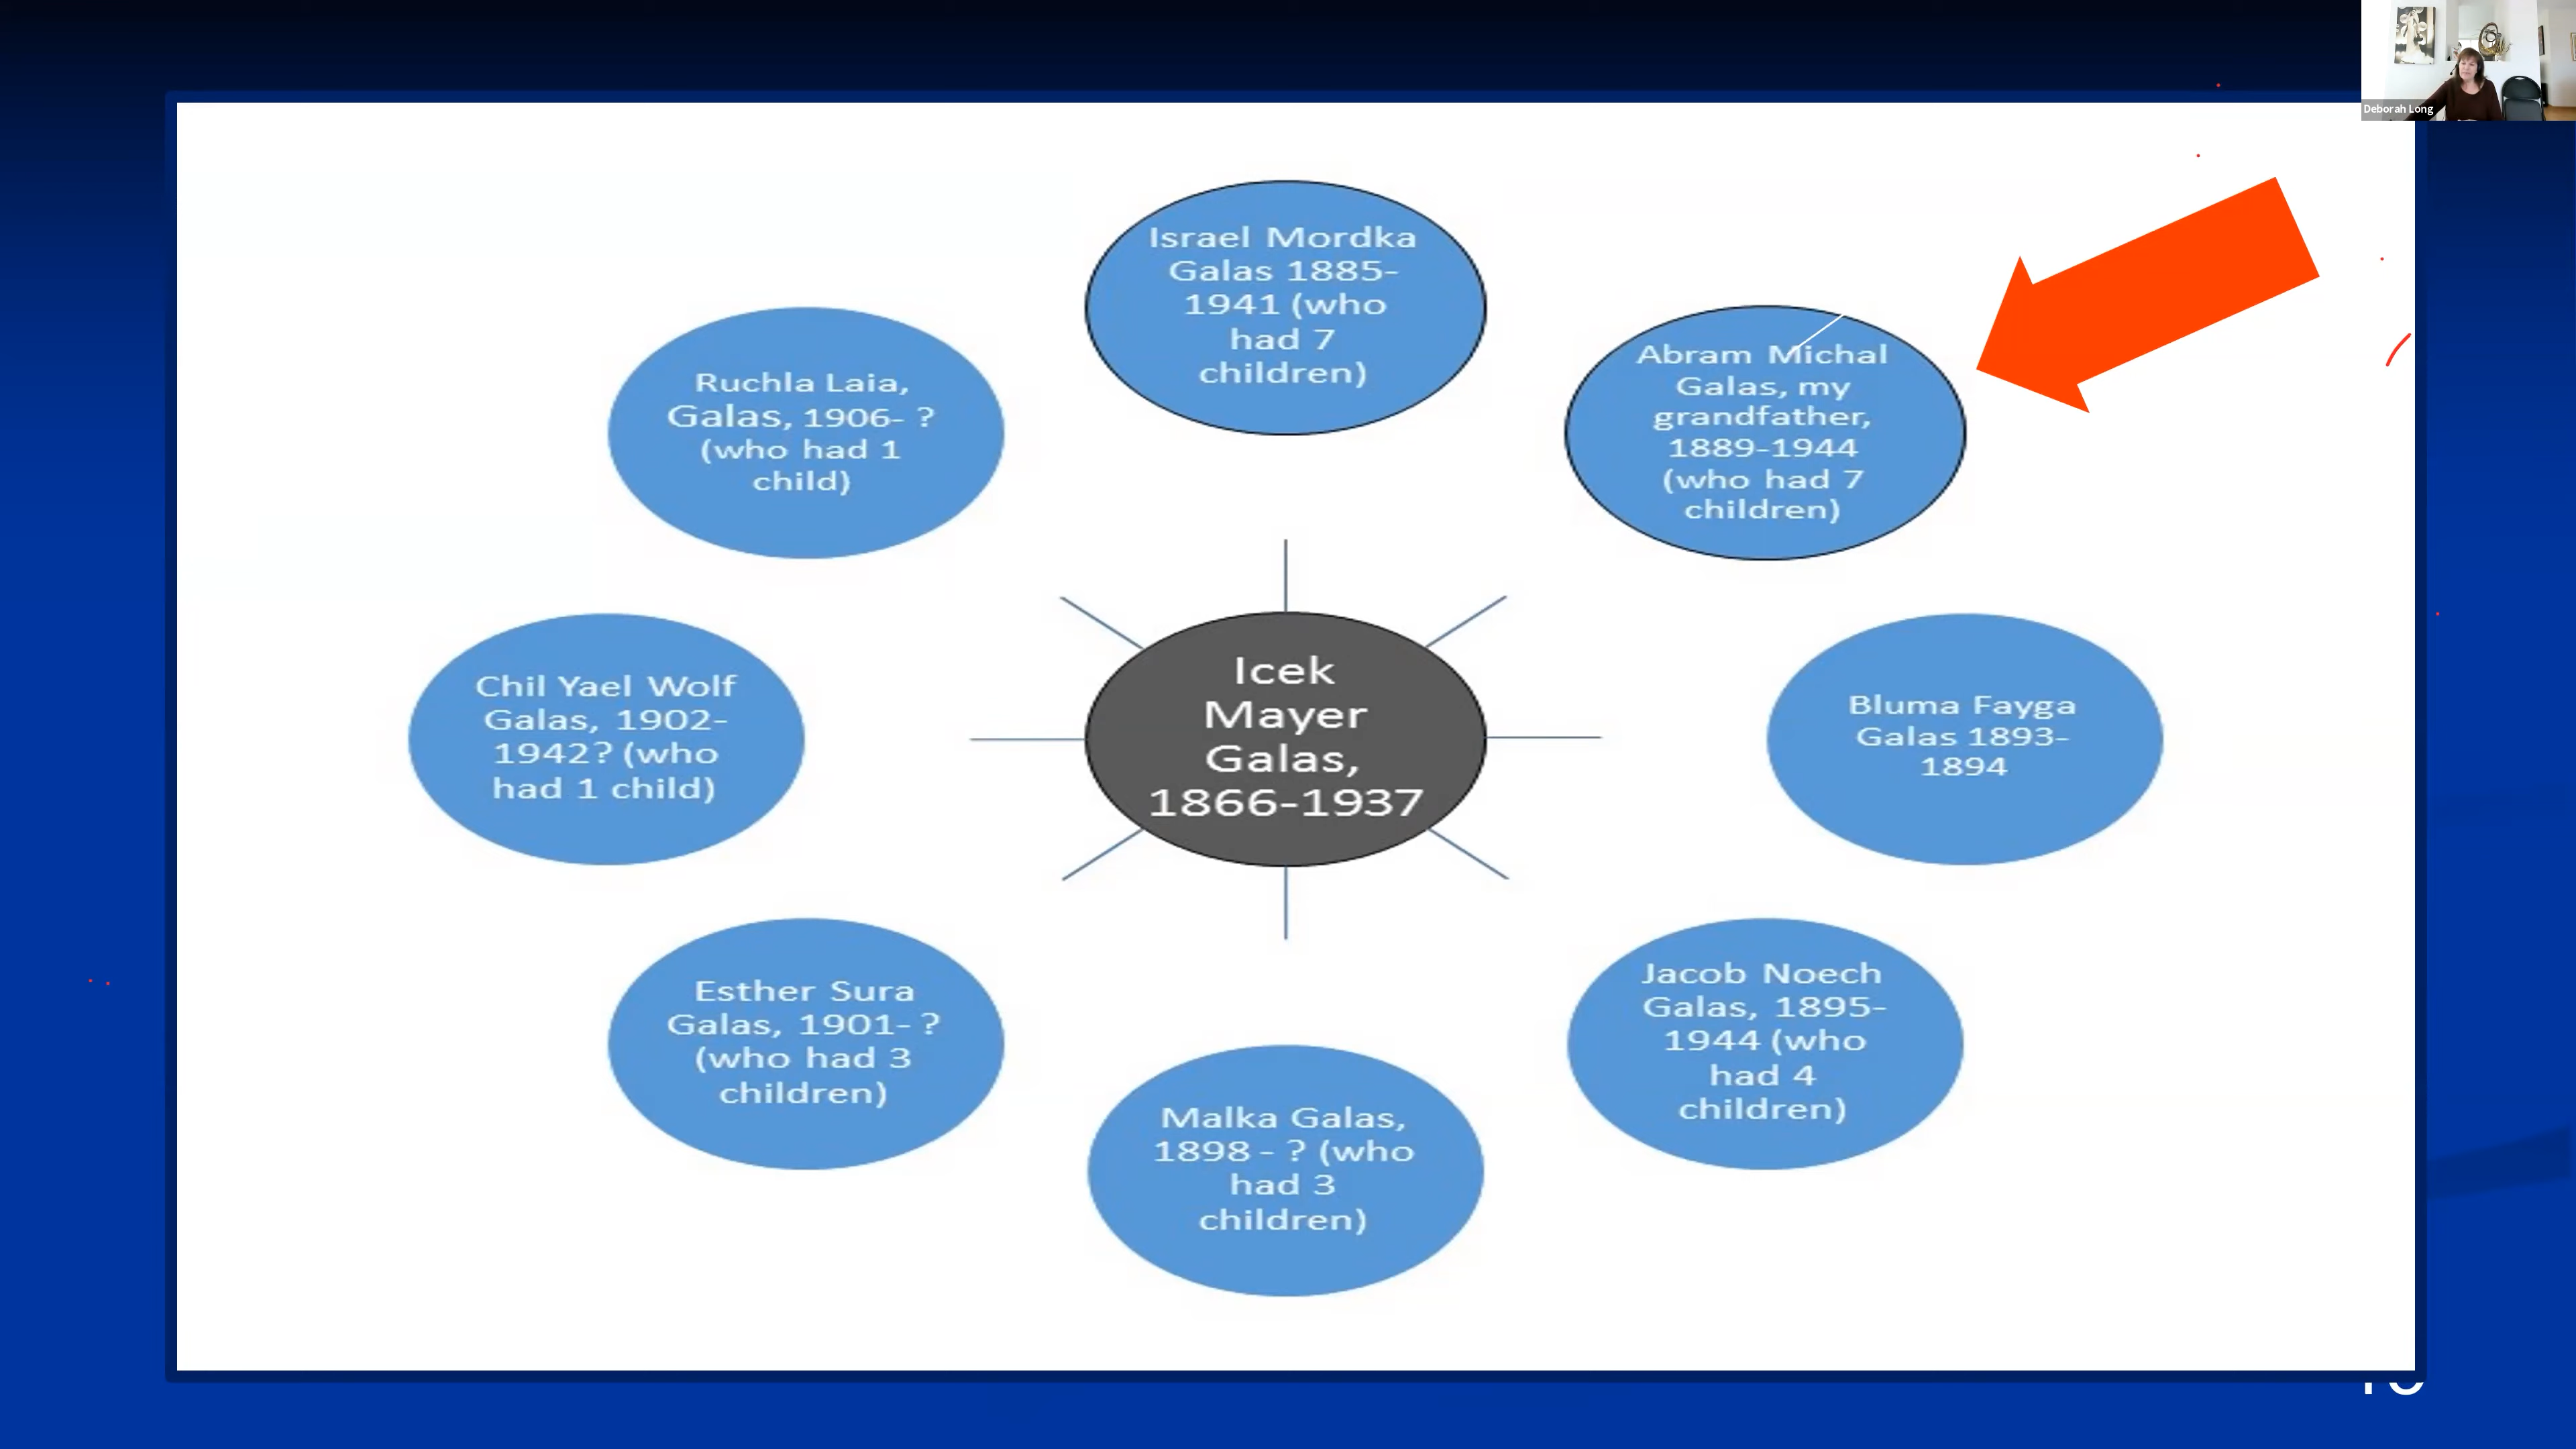 Deborah Long
Israel Mordka
Galas 1885-
1941 (who
had 7
children)
Abram Michal
Galas, my
grandfather,
1889-1944
(who had 7
children)
Bluma Fayga
Galas 1893-
1894
Jacob Noech
Galas, 1895-
1944 (who
had 4
children)
Malka Galas,
1898 - ? (who
had 3
children)
Esther Sura
Galas, 1901- ?
(who had 3
children)
Chil Yael Wolf
Galas, 1902-
1942? (who
had 1 child)
Ruchla Laia,
Galas, 1906- ?
(who had 1
child)
Icek
Mayer
Galas,
1866-1937